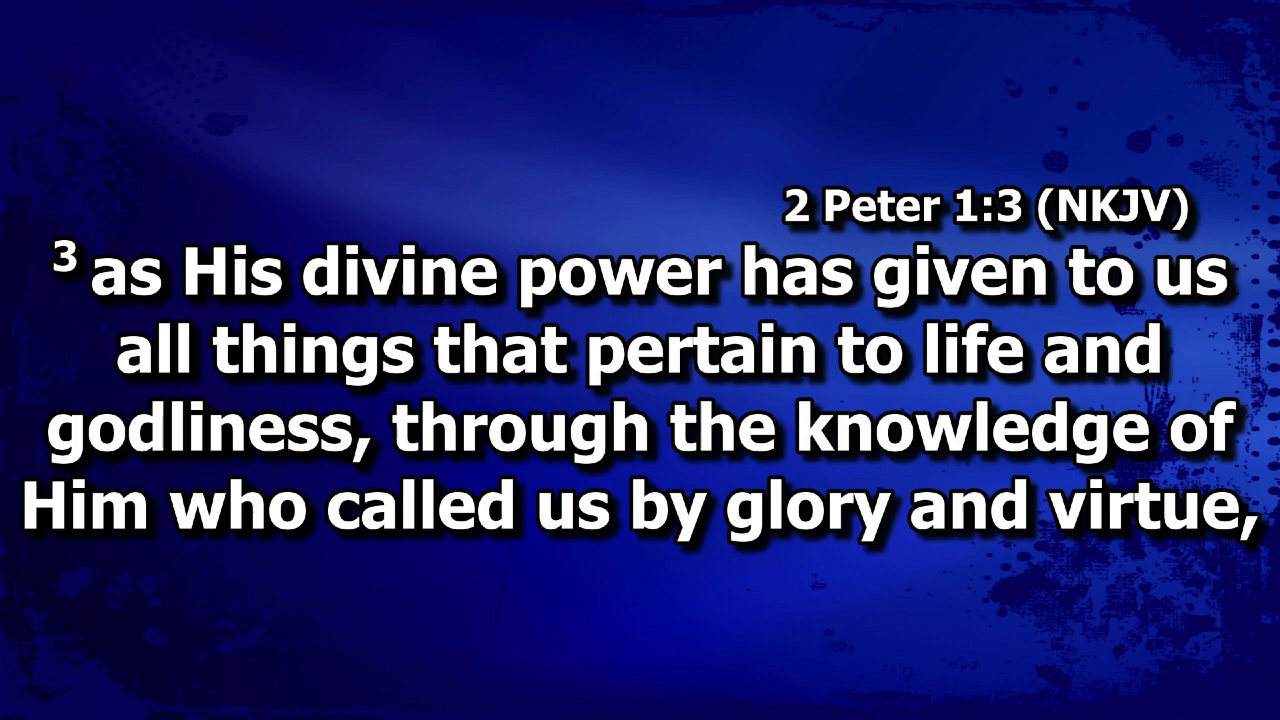 2 Peter 1:3 (NKJV)
3 as His divine power has given to us
all things that pertain to life and
godliness, through the knowledge of
Him who called us by glory and virtue,